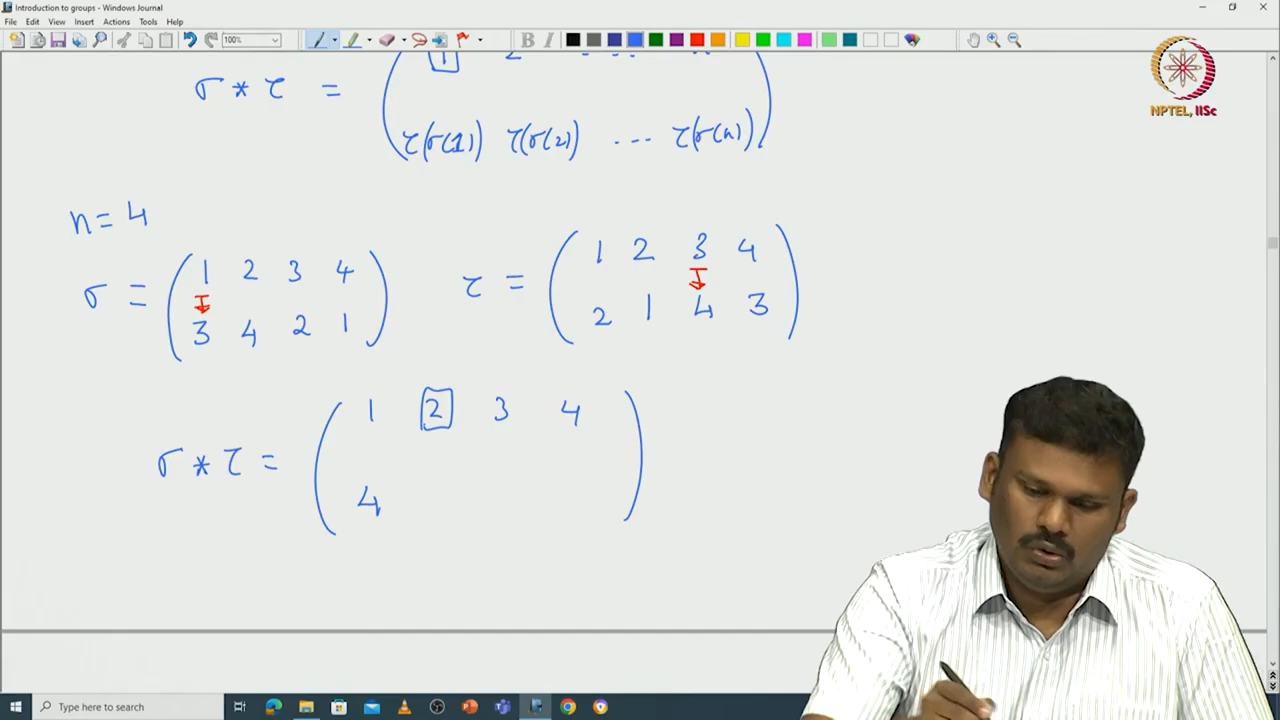 Introduction to groups - Windows Journal
File Edit View Insert Actions Tools Help
100%
B I
NPTEL, IISc
1 2 ... n
σ * τ =
τ(σ(1)) τ(σ(2)) ... τ(σ(n))
n = 4
σ = ( 1 2 3 4
3 4 2 1 )
τ = ( 1 2 3 4
2 1 4 3 )
σ * τ = ( 1 2 3 4
4 )
Type here to search